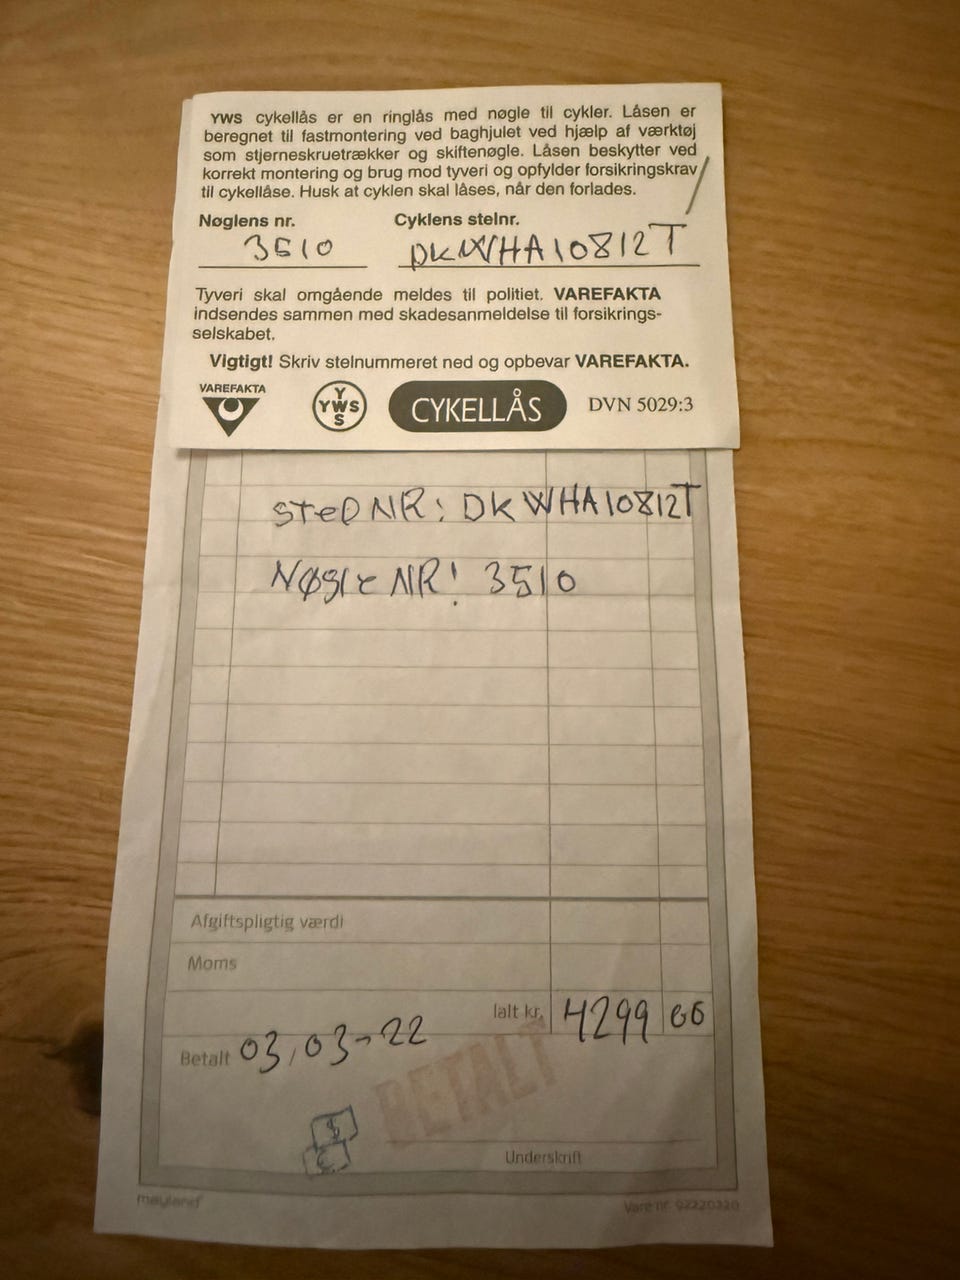 YWS cykellås er en ringlås med nøgle til cykler. Låsen er
beregnet til fastmontering ved baghjulet ved hjælp af værktøj
som stjerneskruetrækker og skiftenøgle. Låsen beskytter ved
korrekt montering og brug mod tyveri og opfylder forsikringskrav
til cykellåse. Husk at cyklen skal låses, når den forlades.
Nøglens nr. Cyklens stelnr.
3510 DKWHA10812T
Tyveri skal omgående meldes til politiet. VAREFAKTA
indsendes sammen med skadesanmeldelse til forsikrings-
selskabet.
Vigtigt! Skriv stelnummeret ned og opbevar VAREFAKTA.
VAREFAKTA YWS CYKELLÅS DVN 5029:3
Stel NR: DKWHA10812T
Nøgle NR! 3510
Afgiftspligtig værdi
Moms
Ialt kr. 4299 00
Betalt 03,03-22
BETALT
Underskrift
mayland Vare nr. 92220320